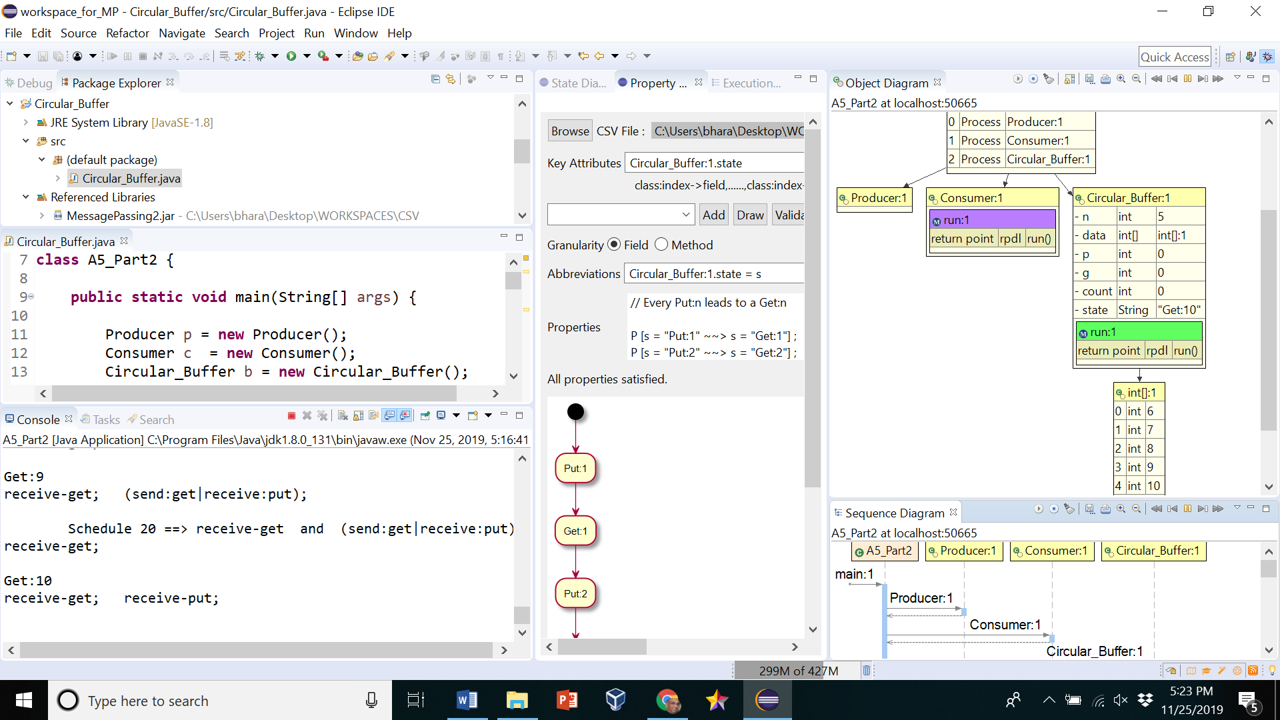 workspace_for_MP - Circular_Buffer/src/Circular_Buffer.java - Eclipse IDE
File Edit Source Refactor Navigate Search Project Run Window Help
Quick Access
Debug Package Explorer
Circular_Buffer
JRE System Library [JavaSE-1.8]
src
(default package)
Circular_Buffer.java
Referenced Libraries
MessagePassing2.jar - C:\Users\bhara\Desktop\WORKSPACES\CSV
Circular_Buffer.java
7 class A5_Part2 {
8
9 public static void main(String[] args) {
10
11 Producer p = new Producer();
12 Consumer c = new Consumer();
13 Circular_Buffer b = new Circular_Buffer();
Console Tasks Search
A5_Part2 [Java Application] C:\Program Files\Java\jdk1.8.0_131\bin\javaw.exe (Nov 25, 2019, 5:16:41
Get:9
receive-get; (send:get|receive:put);
Schedule 20 ==> receive-get and (send:get|receive:put)
receive-get;
Get:10
receive-get; receive-put;
State Dia... Property ... Execution...
Browse CSV File : C:\Users\bhara\Desktop\WO
Key Attributes Circular_Buffer:1.state
class:index->field,......,class:index-
Add Draw Valida
Granularity Field Method
Abbreviations Circular_Buffer:1.state = s
Properties
// Every Put:n leads to a Get:n
P [s = "Put:1" ~~> s = "Get:1"] ;
P [s = "Put:2" ~~> s = "Get:2"] ;
All properties satisfied.
Put:1
Get:1
Put:2
Object Diagram
A5_Part2 at localhost:50665
0 Process Producer:1
1 Process Consumer:1
2 Process Circular_Buffer:1
Producer:1
Consumer:1
run:1
return point rpdl run()
Circular_Buffer:1
- n int 5
- data int[] int[]:1
- p int 0
- g int 0
- count int 0
- state String "Get:10"
run:1
return point rpdl run()
int[]:1
0 int 6
1 int 7
2 int 8
3 int 9
4 int 10
Sequence Diagram
A5_Part2 at localhost:50665
A5_Part2 Producer:1 Consumer:1 Circular_Buffer:1
main:1
Producer:1
Consumer:1
Circular_Buffer:1
299M of 427M
Type here to search
5:23 PM
11/25/2019
5